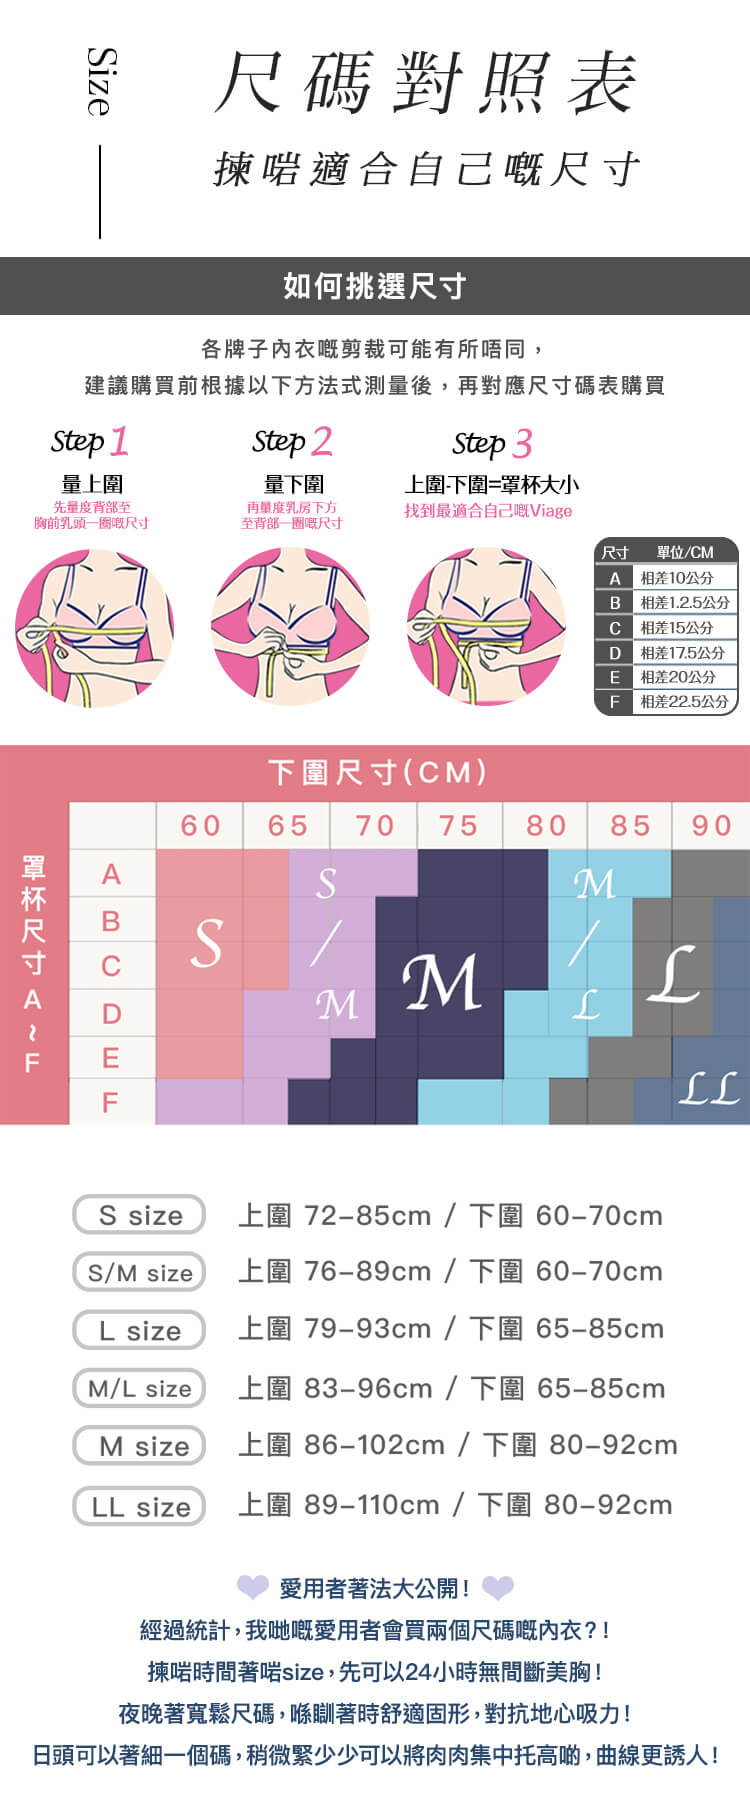 Size
尺碼對照表
揀啱適合自己嘅尺寸
如何挑選尺寸
各牌子內衣嘅剪裁可能有所唔同，
建議購買前根據以下方法式測量後，再對應尺寸碼表購買
Step 1
量上圍
先量度背部至
胸前乳頭一圈嘅尺寸
Step 2
量下圍
再量度乳房下方
至背部一圈嘅尺寸
Step 3
上圍-下圍=罩杯大小
找到最適合自己嘅Viage
尺寸 單位/CM
A 相差10公分
B 相差1.2.5公分
C 相差15公分
D 相差17.5公分
E 相差20公分
F 相差22.5公分
下圍尺寸(CM)
60 65 70 75 80 85 90
罩杯尺寸A~F
A
B
C
D
E
F
S
S/M
M
M/L
L
LL
S size 上圍 72–85cm / 下圍 60–70cm
S/M size 上圍 76–89cm / 下圍 60–70cm
L size 上圍 79–93cm / 下圍 65–85cm
M/L size 上圍 83–96cm / 下圍 65–85cm
M size 上圍 86–102cm / 下圍 80–92cm
LL size 上圍 89–110cm / 下圍 80–92cm
愛用者著法大公開！
經過統計，我哋嘅愛用者會買兩個尺碼嘅內衣？！
揀啱時間著啱size，先可以24小時無間斷美胸！
夜晚著寬鬆尺碼，喺瞓著時舒適固形，對抗地心吸力！
日頭可以著細一個碼，稍微緊少少可以將肉肉集中托高啲，曲線更誘人！